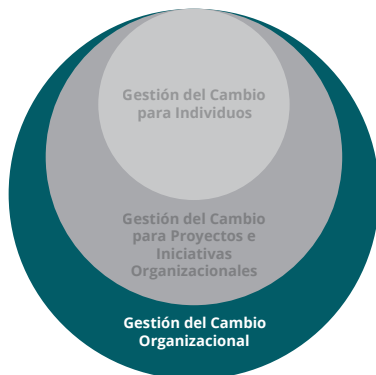 Gestión del Cambio
para Individuos
Gestión del Cambio
para Proyectos e
Iniciativas
Organizacionales
Gestión del Cambio
Organizacional